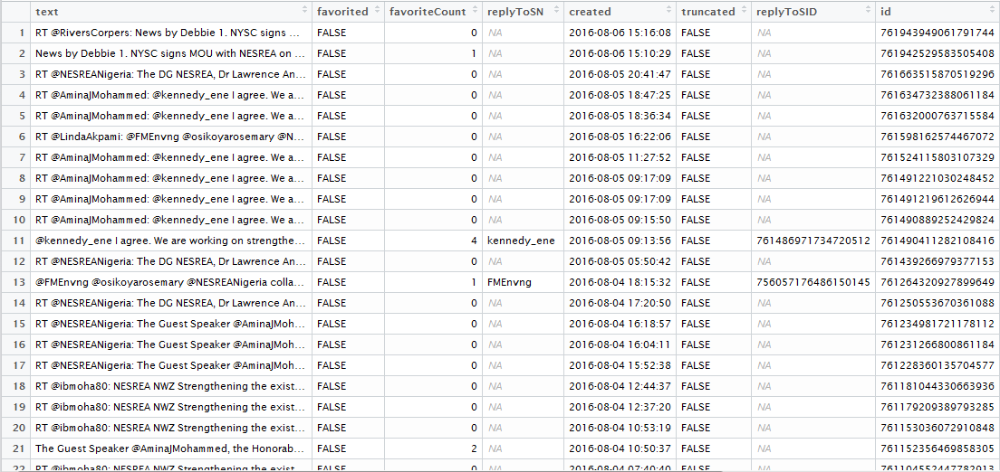 text favorited favoriteCount replyToSN created truncated replyToSID id
1 RT @RiversCorpers: News by Debbie 1. NYSC signs ... FALSE 0 NA 2016-08-06 15:16:08 FALSE NA 761943949061791744
2 News by Debbie 1. NYSC signs MOU with NESREA on ... FALSE 1 NA 2016-08-06 15:10:29 FALSE NA 761942529583505408
3 RT @NESREANigeria: The DG NESREA, Dr Lawrence An... FALSE 0 NA 2016-08-05 20:41:47 FALSE NA 761663515870519296
4 RT @AminaJMohammed: @kennedy_ene I agree. We a... FALSE 0 NA 2016-08-05 18:47:25 FALSE NA 761634732388061184
5 RT @AminaJMohammed: @kennedy_ene I agree. We a... FALSE 0 NA 2016-08-05 18:36:34 FALSE NA 761632000763715584
6 RT @LindaAkpami: @FMEnvng @osikoyarosemary @N... FALSE 0 NA 2016-08-05 16:22:06 FALSE NA 761598162574467072
7 RT @AminaJMohammed: @kennedy_ene I agree. We a... FALSE 0 NA 2016-08-05 11:27:52 FALSE NA 761524115803107329
8 RT @AminaJMohammed: @kennedy_ene I agree. We a... FALSE 0 NA 2016-08-05 09:17:09 FALSE NA 761491221030248452
9 RT @AminaJMohammed: @kennedy_ene I agree. We a... FALSE 0 NA 2016-08-05 09:17:09 FALSE NA 761491219612626944
10 RT @AminaJMohammed: @kennedy_ene I agree. We a... FALSE 0 NA 2016-08-05 09:15:50 FALSE NA 761490889252429824
11 @kennedy_ene I agree. We are working on strengthe... FALSE 4 kennedy_ene 2016-08-05 09:13:56 FALSE 761486971734720512 761490411282108416
12 RT @NESREANigeria: The DG NESREA, Dr Lawrence An... FALSE 0 NA 2016-08-05 05:50:42 FALSE NA 761439266979377153
13 @FMEnvng @osikoyarosemary @NESREANigeria colla... FALSE 1 FMEnvng 2016-08-04 18:15:32 FALSE 756057176486150145 761264320927899649
14 RT @NESREANigeria: The DG NESREA, Dr Lawrence An... FALSE 0 NA 2016-08-04 17:20:50 FALSE NA 761250553670361088
15 RT @NESREANigeria: The Guest Speaker @AminaJMoh... FALSE 0 NA 2016-08-04 16:18:57 FALSE NA 761234981721178112
16 RT @NESREANigeria: The Guest Speaker @AminaJMoh... FALSE 0 NA 2016-08-04 16:04:11 FALSE NA 761231266800861184
17 RT @NESREANigeria: The Guest Speaker @AminaJMoh... FALSE 0 NA 2016-08-04 15:52:38 FALSE NA 761228360135704577
18 RT @ibmoha80: NESREA NWZ Strengthening the exist... FALSE 0 NA 2016-08-04 12:44:37 FALSE NA 761181044330663936
19 RT @ibmoha80: NESREA NWZ Strengthening the exist... FALSE 0 NA 2016-08-04 12:37:20 FALSE NA 761179209389793285
20 RT @ibmoha80: NESREA NWZ Strengthening the exist... FALSE 0 NA 2016-08-04 10:53:19 FALSE NA 761153036072910848
21 The Guest Speaker @AminaJMohammed, the Honorab... FALSE 2 NA 2016-08-04 10:50:37 FALSE NA 761152356469858305
22 RT @ibmoha80: NESREA NWZ Strengthening the exist... FALSE 0 NA 2016-08-04 07:40:40 FALSE NA 761104552447782913